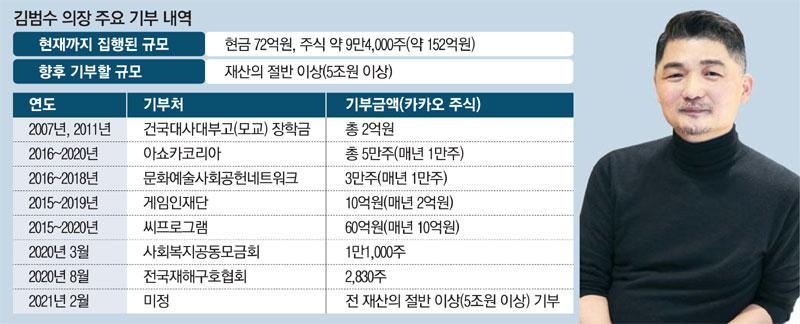 김범수 의장 주요 기부 내역
현재까지 집행된 규모 현금 72억원, 주식 약 9만4,000주(약 152억원)
향후 기부할 규모 재산의 절반 이상(5조원 이상)
연도 기부처 기부금액(카카오 주식)
2007년, 2011년 건국대사대부고(모교) 장학금 총 2억원
2016~2020년 아쇼카코리아 총 5만주(매년 1만주)
2016~2018년 문화예술사회공헌네트워크 3만주(매년 1만주)
2015~2019년 게임인재단 10억원(매년 2억원)
2015~2020년 씨프로그램 60억원(매년 10억원)
2020년 3월 사회복지공동모금회 1만1,000주
2020년 8월 전국재해구호협회 2,830주
2021년 2월 미정 전 재산의 절반 이상(5조원 이상) 기부